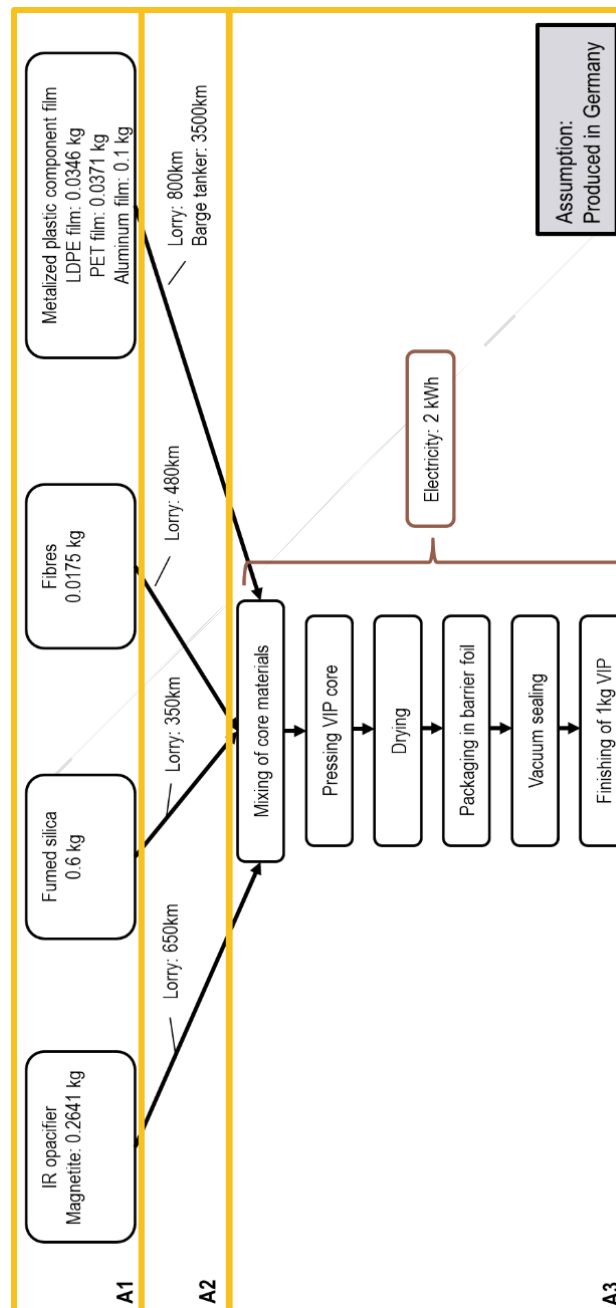 A1
IR opacifier
Magnetite: 0.2641 kg
Fumed silica
0.6 kg
Fibres
0.0175 kg
Metalized plastic component film
LDPE film: 0.0346 kg
PET film: 0.0371 kg
Aluminum film: 0.1 kg
A2
Lorry: 650km
Lorry: 350km
Lorry: 480km
Lorry: 800km
Barge tanker: 3500km
A3
Mixing of core materials
Pressing VIP core
Drying
Packaging in barrier foil
Vacuum sealing
Finishing of 1kg VIP
Electricity: 2 kWh
Assumption:
Produced in Germany